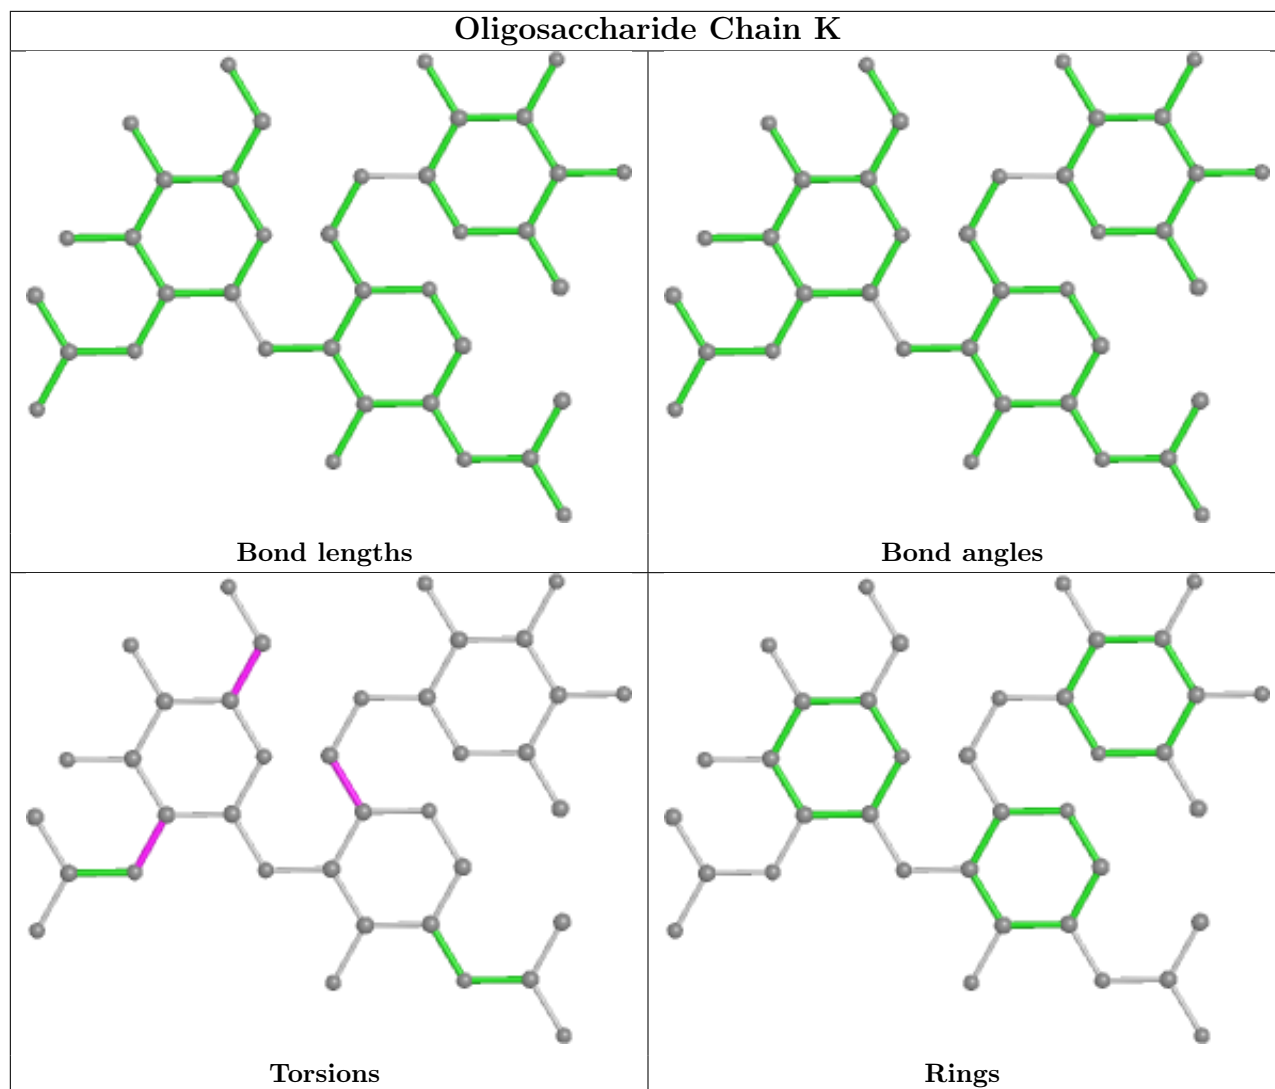 Oligosaccharide Chain K
Bond lengths
Bond angles
Torsions
Rings